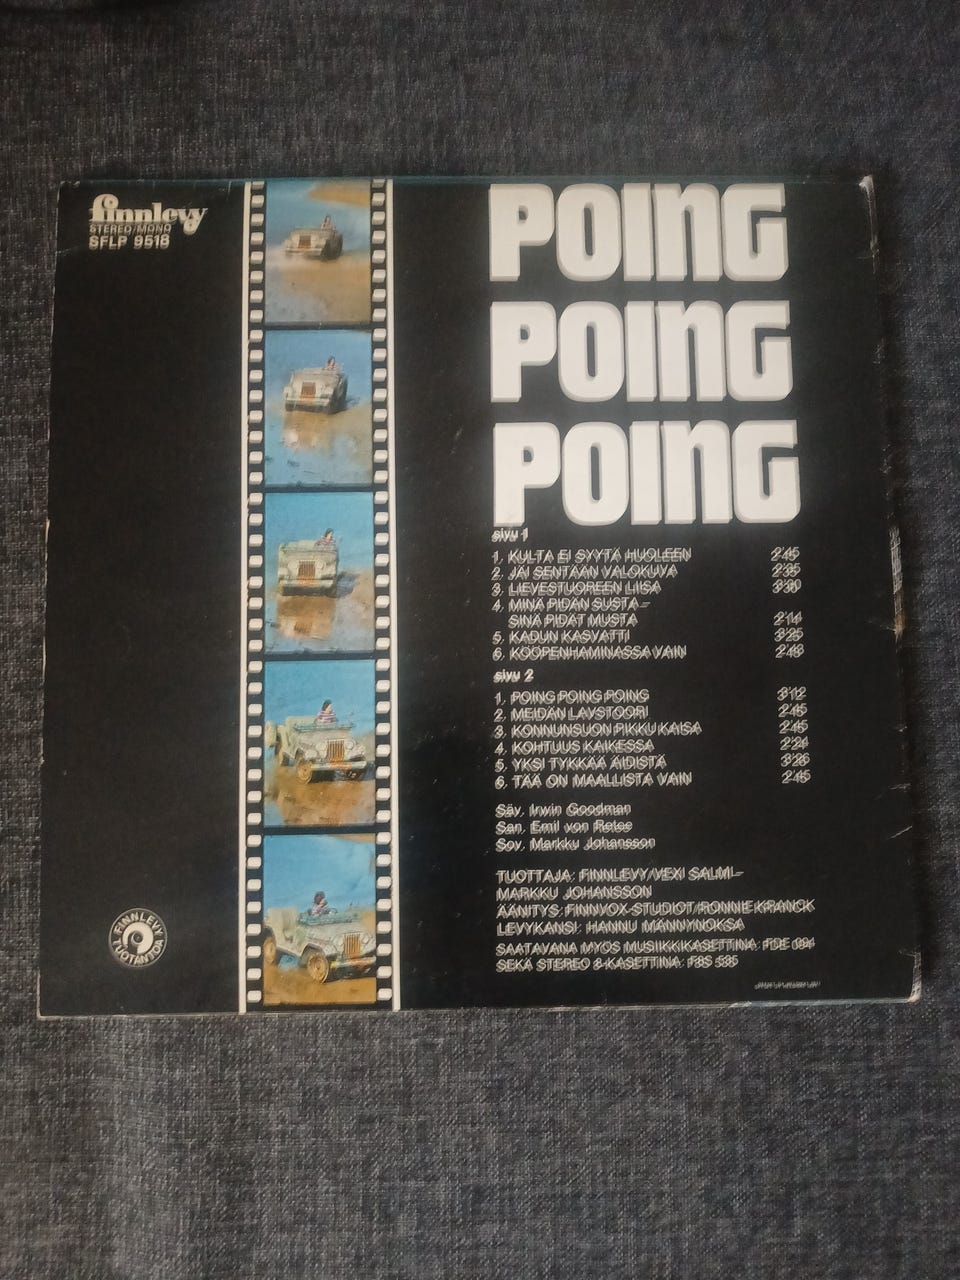 finnlevy
STEREO/MONO
SFLP 9518
POING
POING
POING
sivu 1
1. KULTA EI SYYTÄ HUOLEEN 2'45
2. JÄI SENTÄÄN VALOKUVA 2'35
3. LIEVESTUOREEN LIISA 3'30
4. MINÄ PIDÄN SUSTA –
SINÄ PIDÄT MUSTA 2'14
5. KADUN KASVATTI 3'25
6. KÖÖPENHAMINASSA VAIN 2'48
sivu 2
1. POING POING POING 3'12
2. MEIDÄN LAVSTOORI 2'45
3. KONNUNSUON PIKKU KAISA 2'45
4. KOHTUUS KAIKESSA 2'24
5. YKSI TYKKÄÄ ÄIDISTÄ 3'26
6. TÄÄ ON MAALLISTA VAIN 2'45
Säv. Irwin Goodman
San. Emil von Retee
Sov. Markku Johansson
TUOTTAJA: FINNLEVY/VEXI SALMI–
MARKKU JOHANSSON
ÄÄNITYS: FINNVOX-STUDIOT/RONNIE KRANCK
LEVYKANSI: HANNU MÄNNYNOKSA
SAATAVANA MYÖS MUSIIKKIKASETTINA: FDE 094
SEKÄ STEREO 8-KASETTINA: F8S 535
FINNLEVY
TUOTANTOA